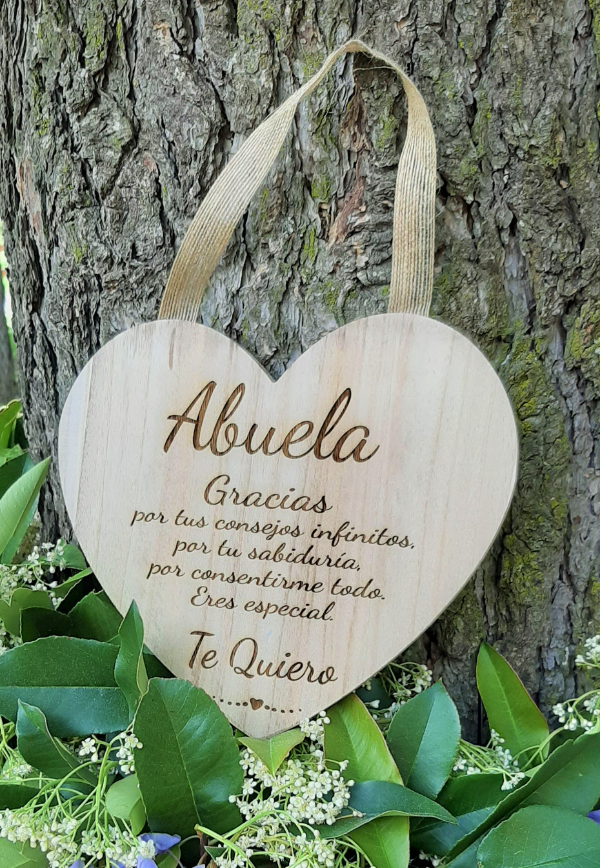 Abuela
Gracias
por tus consejos infinitos,
por tu sabiduría,
por consentirme todo.
Eres especial.
Te Quiero